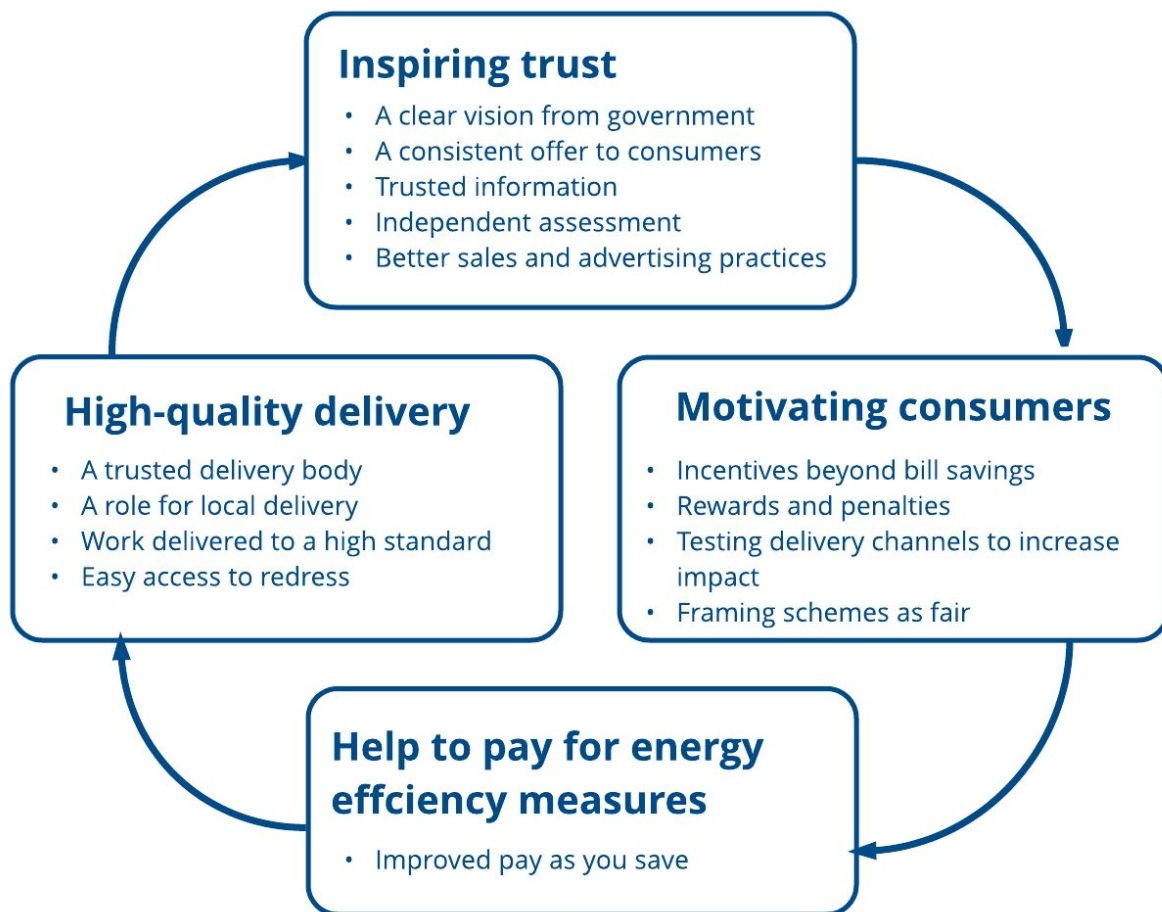 Inspiring trust
• A clear vision from government
• A consistent offer to consumers
• Trusted information
• Independent assessment
• Better sales and advertising practices
High-quality delivery
• A trusted delivery body
• A role for local delivery
• Work delivered to a high standard
• Easy access to redress
Motivating consumers
• Incentives beyond bill savings
• Rewards and penalties
• Testing delivery channels to increase
impact
• Framing schemes as fair
Help to pay for energy
effciency measures
• Improved pay as you save